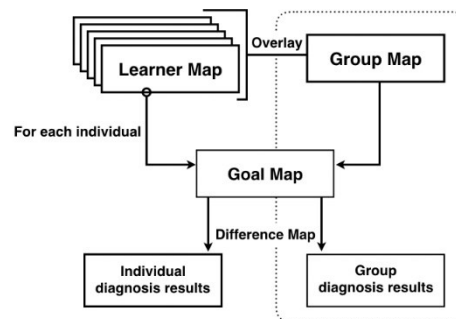 Learner Map
Overlay
Group Map
For each individual
Goal Map
Difference Map
Individual
diagnosis results
Group
diagnosis results